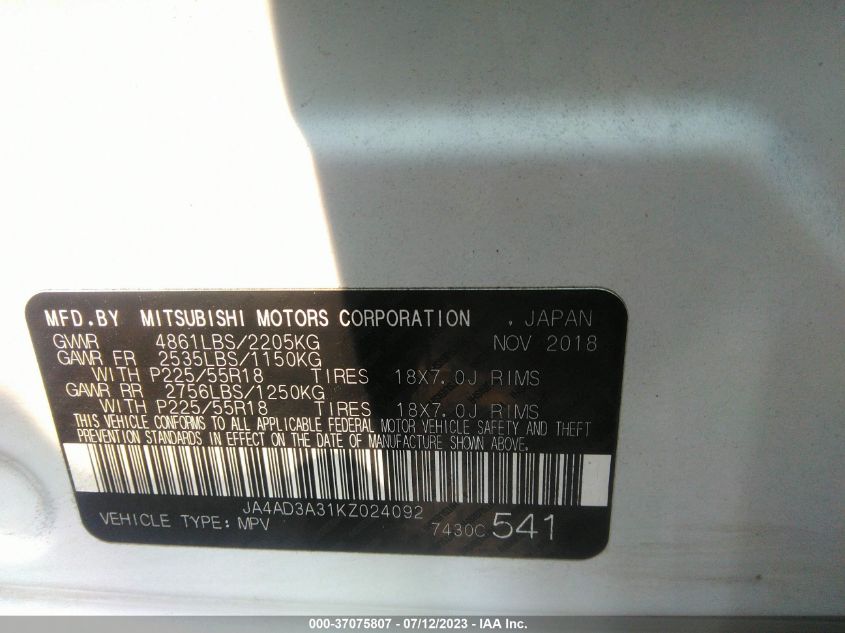 MFD.BY MITSUBISHI MOTORS CORPORATION , JAPAN
GVWR 4861LBS/2205KG NOV 2018
GAWR FR 2535LBS/1150KG
WITH P225/55R18 TIRES 18X7.0J RIMS
GAWR RR 2756LBS/1250KG
WITH P225/55R18 TIRES 18X7.0J RIMS
THIS VEHICLE CONFORMS TO ALL APPLICABLE FEDERAL MOTOR VEHICLE SAFETY AND THEFT
PREVENTION STANDARDS IN EFFECT ON THE DATE OF MANUFACTURE SHOWN ABOVE.
JA4AD3A31KZ024092
VEHICLE TYPE: MPV 7430C 541
000-37075807 - 07/12/2023 - IAA Inc.